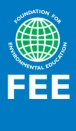 FOUNDATION FOR
ENVIRONMENTAL EDUCATION
FEE